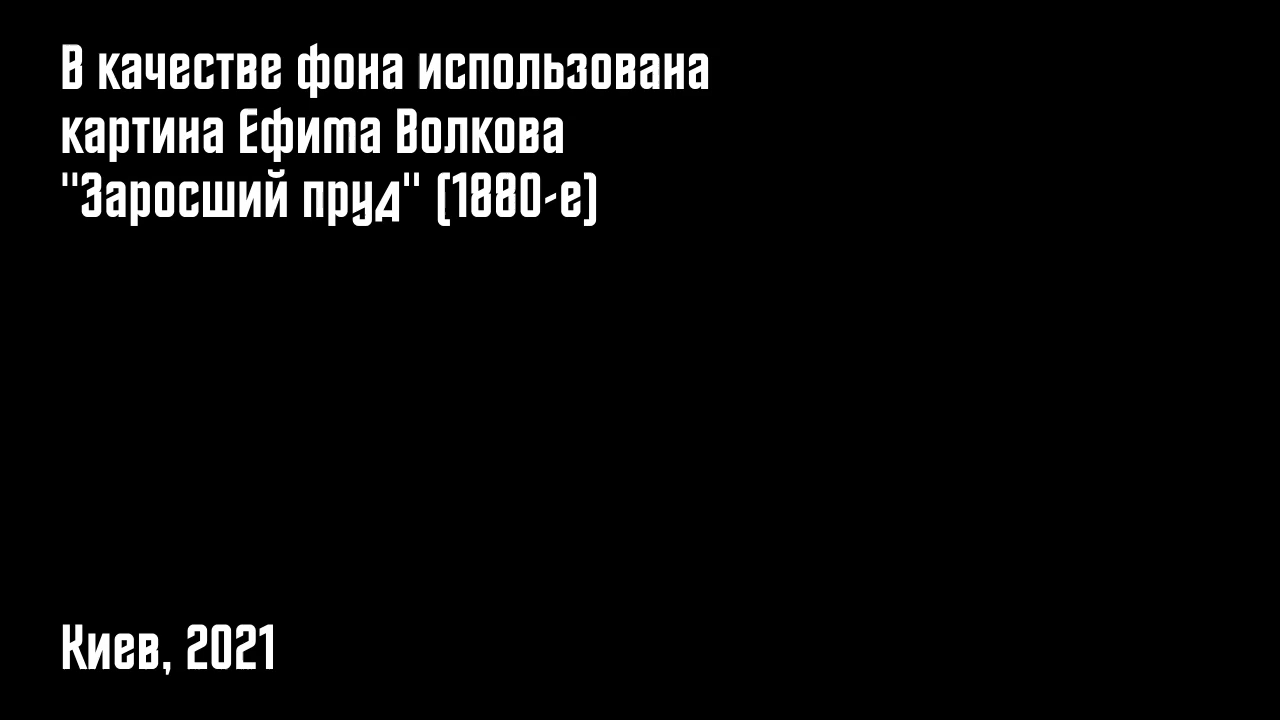 В качестве фона использована
картина Ефима Волкова
"Заросший пруд" (1880-е)
Киев, 2021